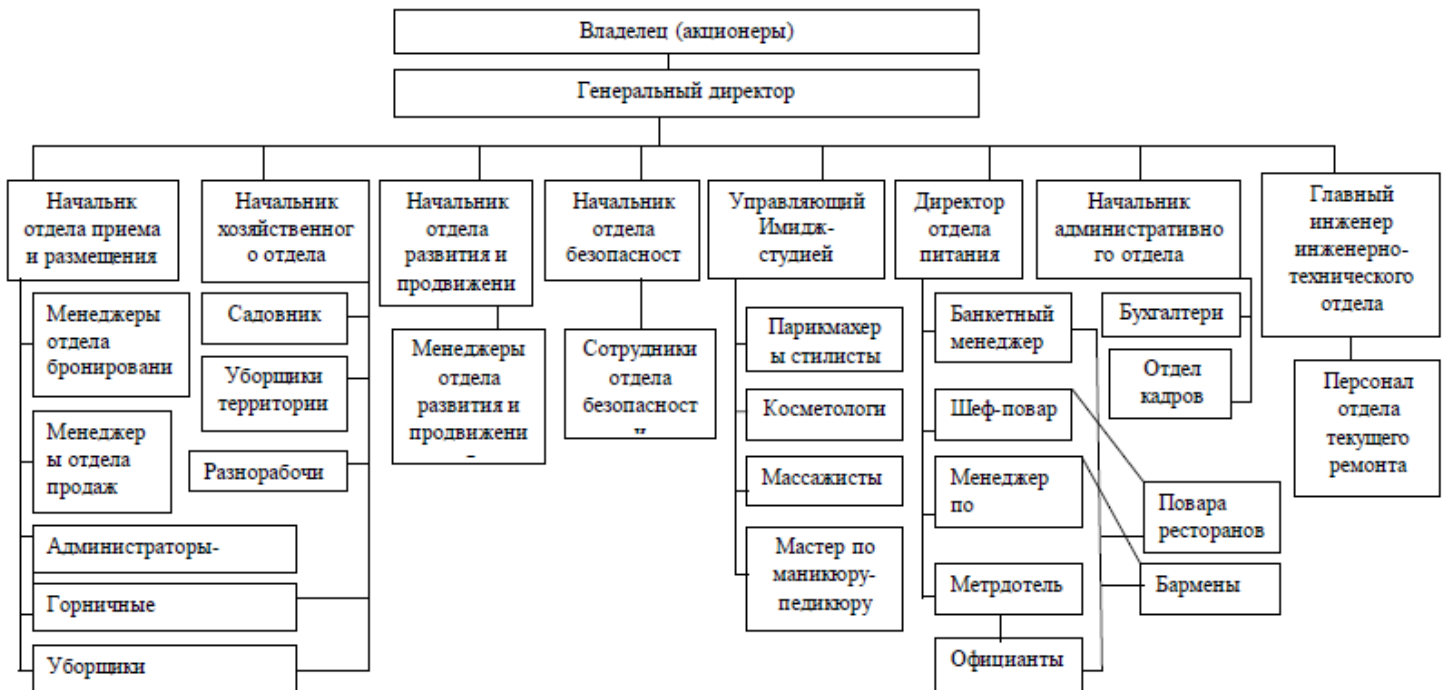 Владелец (акционеры)
Генеральный директор
Начальнк
отдела приема
и размещения
Начальник
хозяйственног
о отдела
Начальник
отдела
развития и
продвижени
Начальник
отдела
безопасност
Управляющий
Имидж-
студией
Директор
отдела
питания
Начальник
административно
го отдела
Главный
инженер
инженерно-
технического
отдела
Менеджеры
отдела
бронировани
Менеджер
ы отдела
продаж
Администраторы-
Горничные
Уборщики
Садовник
Уборщики
территории
Разнорабочи
Менеджеры
отдела
развития и
продвижени
Сотрудники
отдела
безопасност
Парикмахер
ы стилисты
Косметологи
Массажисты
Мастер по
маникюру-
педикюру
Банкетный
менеджер
Шеф-повар
Менеджер
по
Метрдотель
Официанты
Повара
ресторанов
Бармены
Бухгалтери
Отдел
кадров
Персонал
отдела
текущего
ремонта